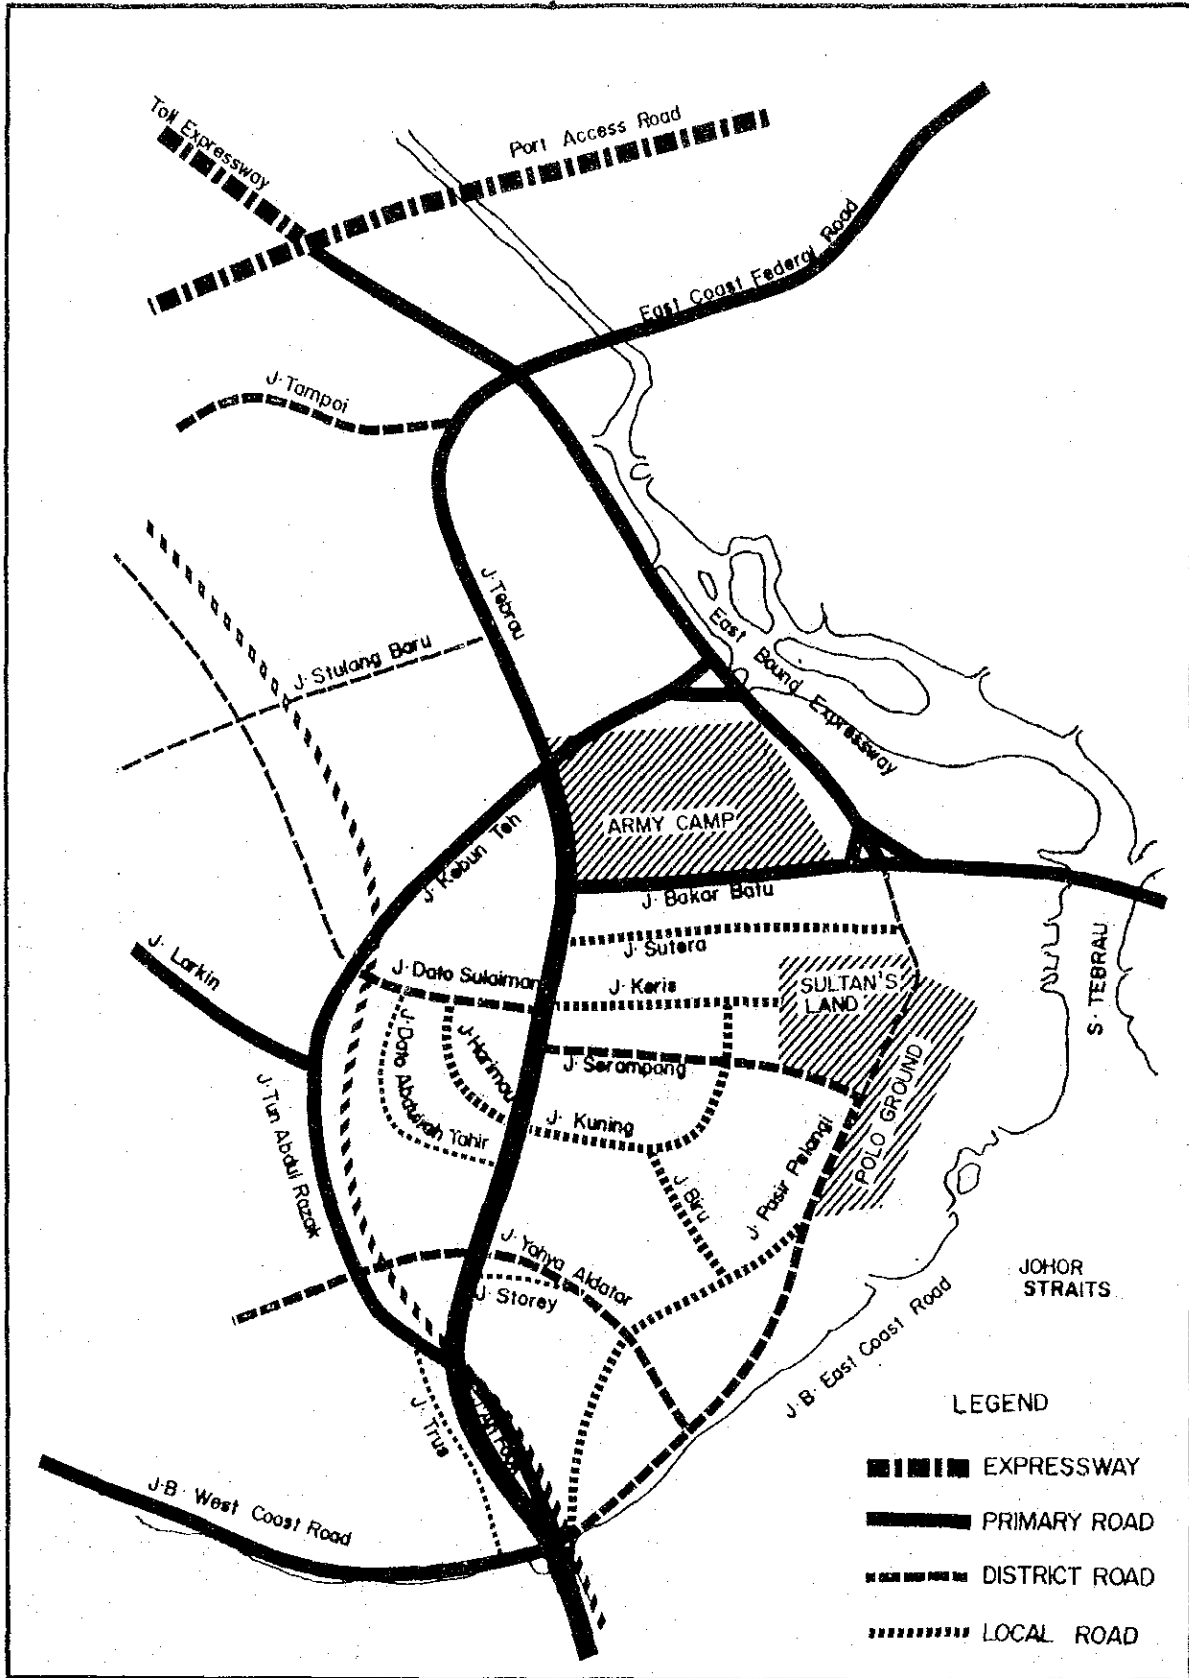 Toll Expressway
Port Access Road
East Coast Federal Road
J. Tampoi
J. Tebrau
J. Stulang Baru
East Bound Expressway
ARMY CAMP
J. Kebun Teh
J. Bakar Batu
J. Larkin
J. Sutera
J. Dato Sulaiman
J. Keris
SULTAN'S
LAND
S. TEBRAU
J. Dato Abdullah Tahir
J. Harimau
J. Serampang
POLO GROUND
J. Tun Abdul Razak
J. Kuning
J. Pasir Pelangi
J. Biru
J. Yahya Aldatar
J. Storey
JOHOR
STRAITS
J.B. East Coast Road
J. Trus
J.B. West Coast Road
LEGEND
EXPRESSWAY
PRIMARY ROAD
DISTRICT ROAD
LOCAL ROAD